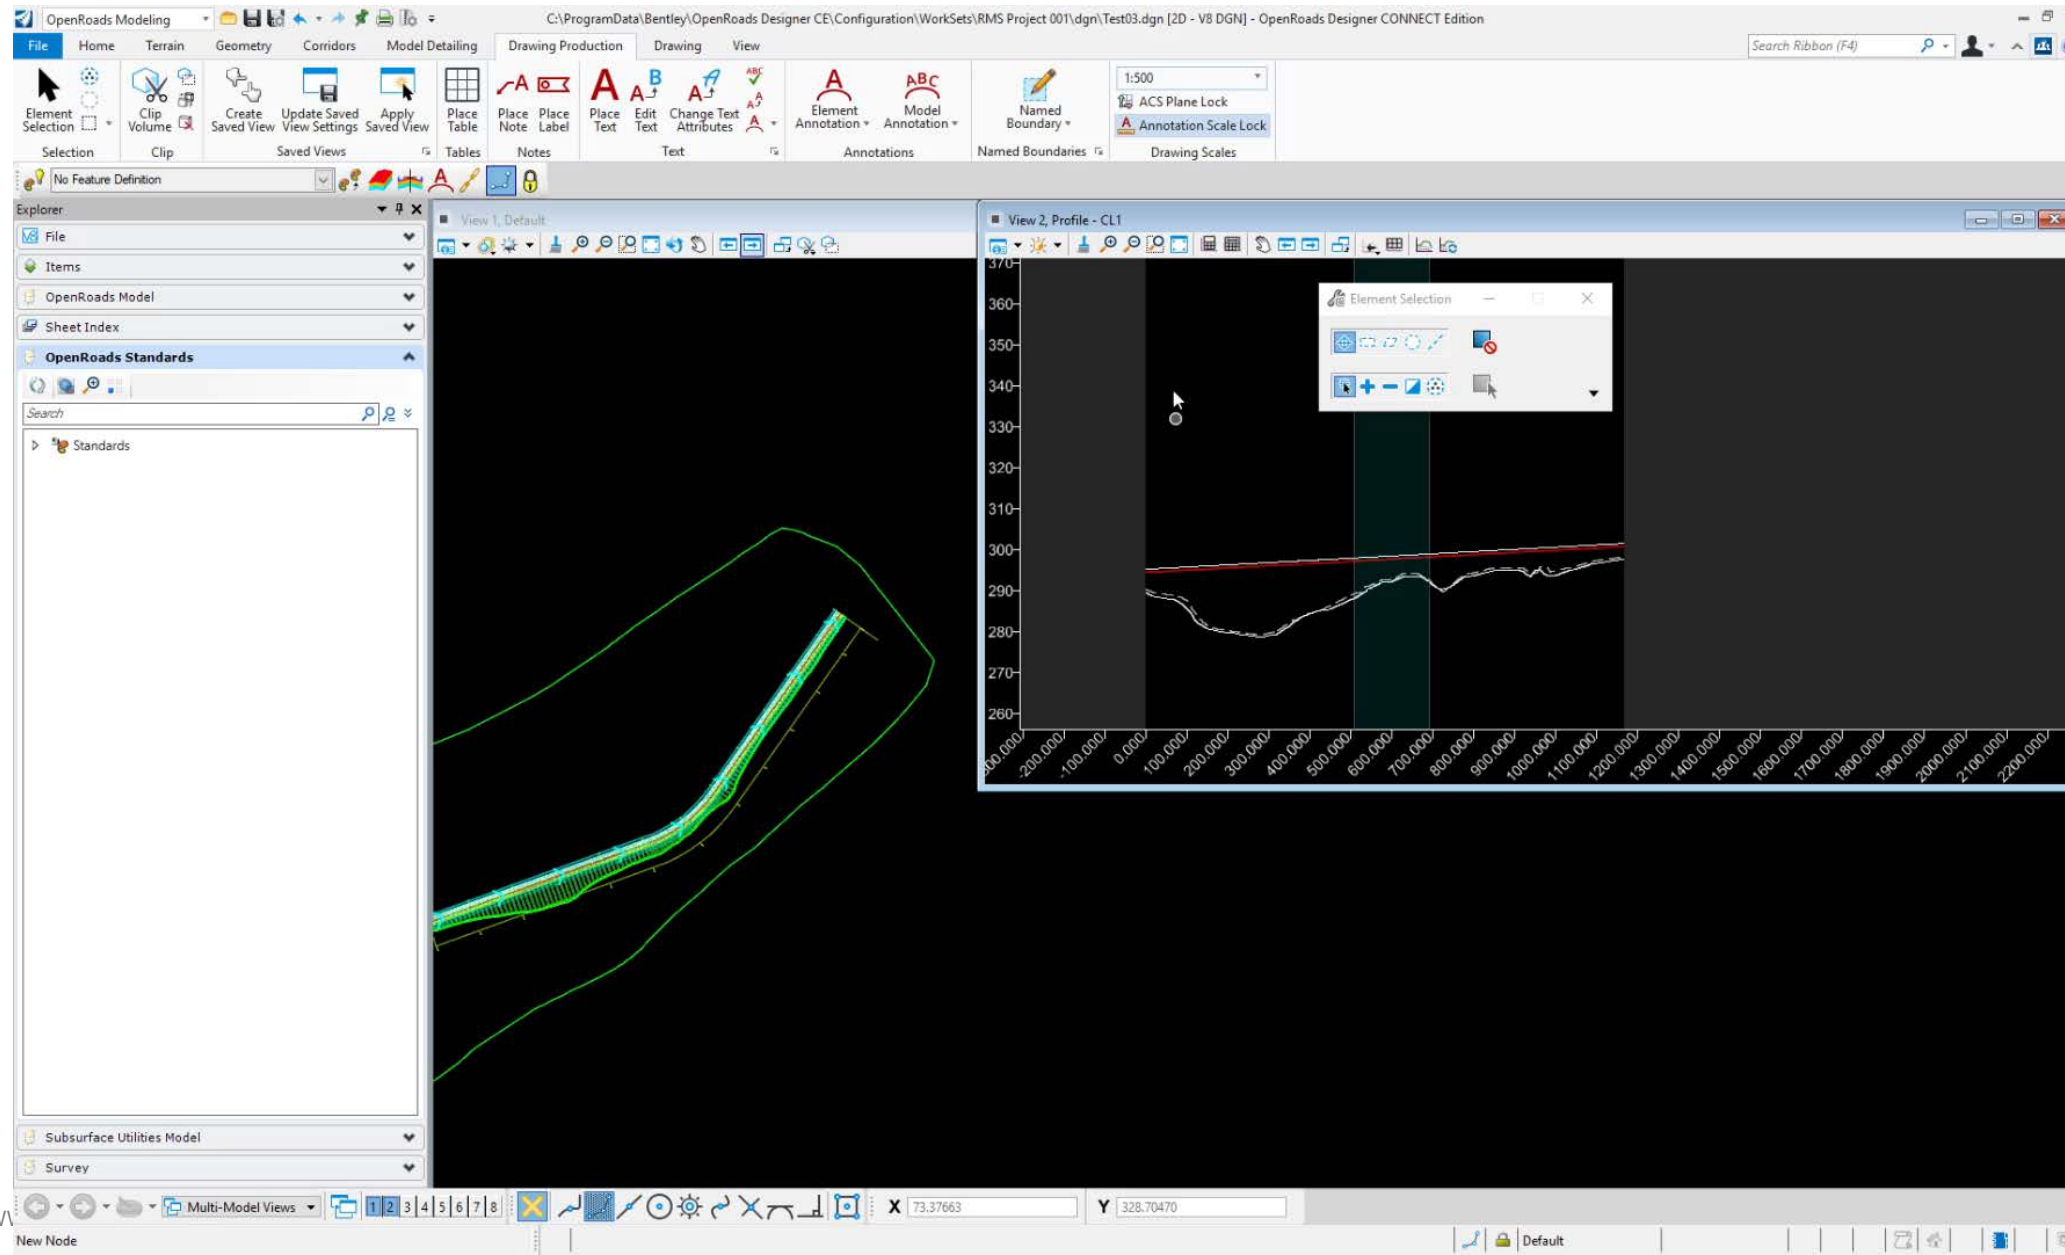 OpenRoads Modeling
C:\ProgramData\Bentley\OpenRoads Designer CE\Configuration\WorkSets\RMS Project 001\dgn\Test03.dgn [2D - V8 DGN] - OpenRoads Designer CONNECT Edition
File Home Terrain Geometry Corridors Model Detailing Drawing Production Drawing View
Search Ribbon (F4)
Element Selection
Clip Volume
Create Saved View
Update Saved View Settings
Apply Saved View
Place Table
Place Note
Place Label
Place Text
Edit Text
Change Text Attributes
Element Annotation
Model Annotation
Named Boundary
1:500
ACS Plane Lock
Annotation Scale Lock
Selection Clip Saved Views Tables Notes Text Annotations Named Boundaries Drawing Scales
No Feature Definition
Explorer
File
Items
OpenRoads Model
Sheet Index
OpenRoads Standards
Search
Standards
Subsurface Utilities Model
Survey
View 1, Default
View 2, Profile - CL1
Element Selection
370
360
350
340
330
320
310
300
290
280
270
260
-200.000 -100.000 0.000 100.000 200.000 300.000 400.000 500.000 600.000 700.000 800.000 900.000 1000.000 1100.000 1200.000 1300.000 1400.000 1500.000 1600.000 1700.000 1800.000 1900.000 2000.000 2100.000 2200.000
Multi-Model Views
1 2 3 4 5 6 7 8
X 73.37663
Y 328.70470
New Node
Default